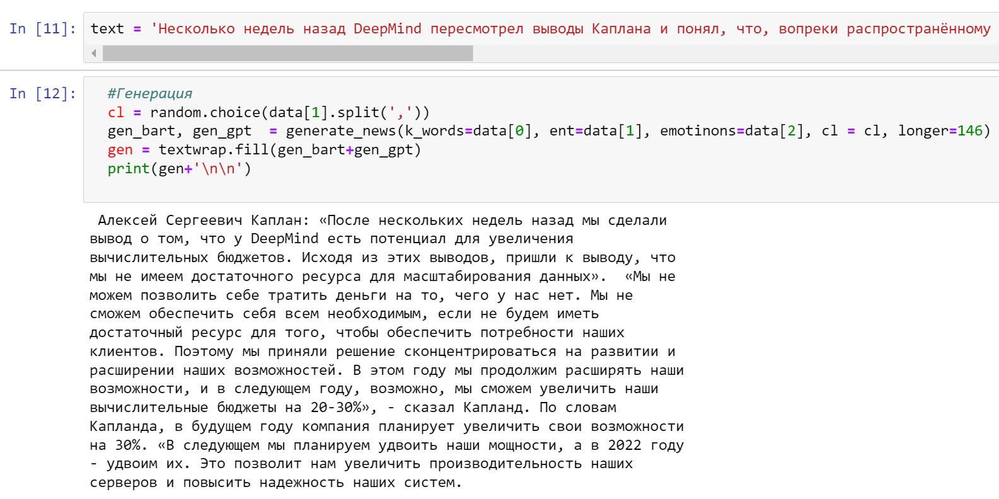 In [11]: text = 'Несколько недель назад DeepMind пересмотрел выводы Каплана и понял, что, вопреки распространённому
In [12]: #Генерация
cl = random.choice(data[1].split(','))
gen_bart, gen_gpt  = generate_news(k_words=data[0], ent=data[1], emotinons=data[2], cl = cl, longer=146)
gen = textwrap.fill(gen_bart+gen_gpt)
print(gen+'\n\n')
Алексей Сергеевич Каплан: «После нескольких недель назад мы сделали
вывод о том, что у DeepMind есть потенциал для увеличения
вычислительных бюджетов. Исходя из этих выводов, пришли к выводу, что
мы не имеем достаточного ресурса для масштабирования данных».  «Мы не
можем позволить себе тратить деньги на то, чего у нас нет. Мы не
сможем обеспечить себя всем необходимым, если не будем иметь
достаточный ресурс для того, чтобы обеспечить потребности наших
клиентов. Поэтому мы приняли решение сконцентрироваться на развитии и
расширении наших возможностей. В этом году мы продолжим расширять наши
возможности, и в следующем году, возможно, мы сможем увеличить наши
вычислительные бюджеты на 20-30%», - сказал Капланд. По словам
Капланда, в будущем году компания планирует увеличить свои возможности
на 30%. «В следующем мы планируем удвоить наши мощности, а в 2022 году
- удвоим их. Это позволит нам увеличить производительность наших
серверов и повысить надежность наших систем.